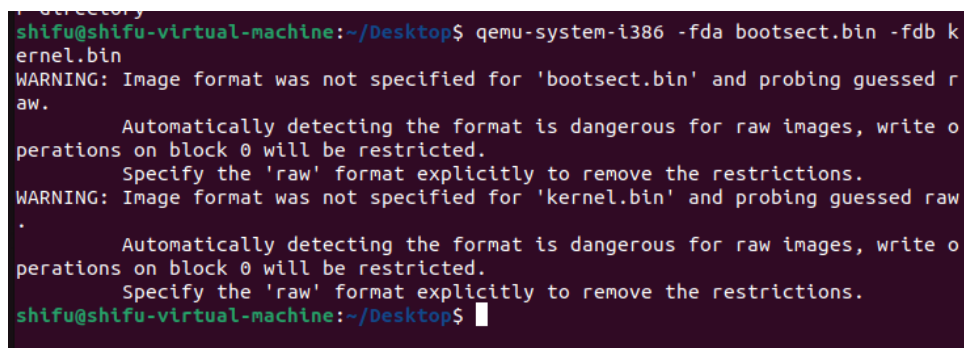 r directory
shifu@shifu-virtual-machine:~/Desktop$ qemu-system-i386 -fda bootsect.bin -fdb k
ernel.bin
WARNING: Image format was not specified for 'bootsect.bin' and probing guessed r
aw.
         Automatically detecting the format is dangerous for raw images, write o
perations on block 0 will be restricted.
         Specify the 'raw' format explicitly to remove the restrictions.
WARNING: Image format was not specified for 'kernel.bin' and probing guessed raw
.
         Automatically detecting the format is dangerous for raw images, write o
perations on block 0 will be restricted.
         Specify the 'raw' format explicitly to remove the restrictions.
shifu@shifu-virtual-machine:~/Desktop$